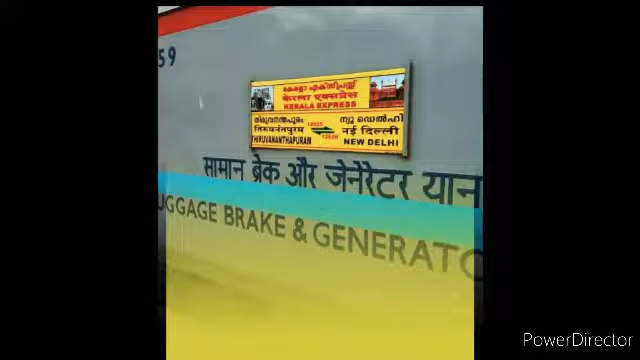 59
കേരളാ എക്സ്പ്രസ്സ്
केरला एक्सप्रेस
KERALA EXPRESS
തിരുവനന്തപുരം
ന്യൂ ഡെൽഹി
तिरुवनंतपुरम
नई दिल्ली
THIRUVANANTHAPURAM
NEW DELHI
सामान ब्रेक और जेनेरेटर यान
UGGAGE BRAKE & GENERATO
PowerDirector